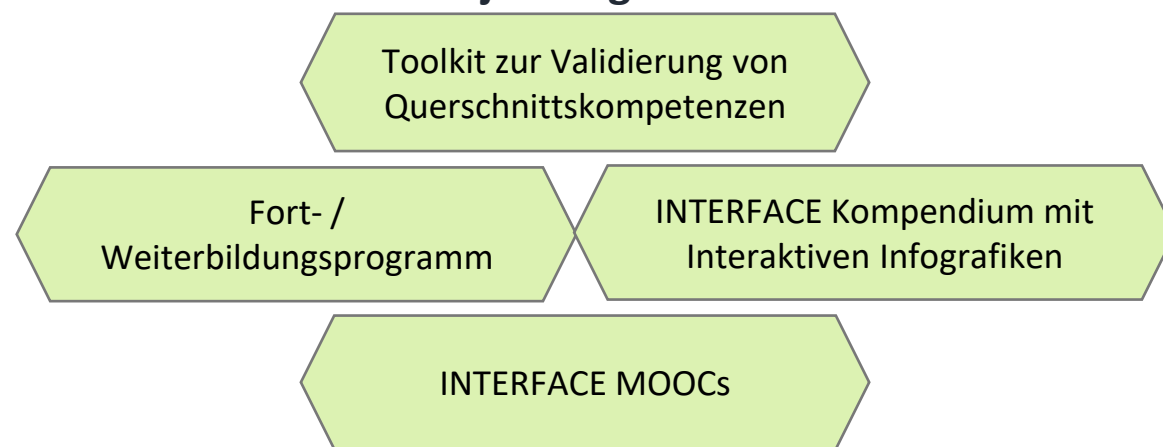 Toolkit zur Validierung von
Querschnittskompetenzen
Fort- /
Weiterbildungsprogramm
INTERFACE Kompendium mit
Interaktiven Infografiken
INTERFACE MOOCs